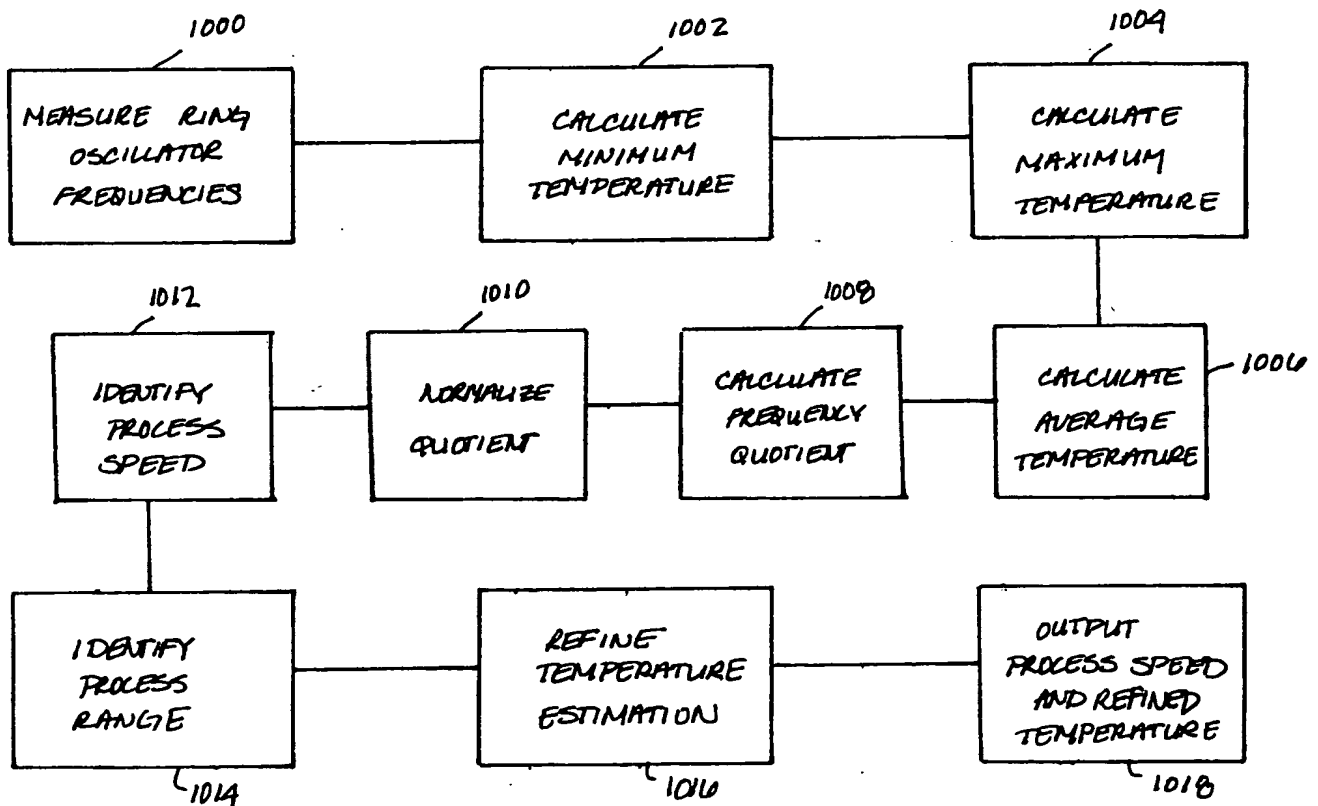 1000
1002
1004
MEASURE RING
OSCILLATOR
FREQUENCIES
CALCULATE
MINIMUM
TEMPERATURE
CALCULATE
MAXIMUM
TEMPERATURE
1012
1010
1008
1006
IDENTIFY
PROCESS
SPEED
NORMALIZE
QUOTIENT
CALCULATE
FREQUENCY
QUOTIENT
CALCULATE
AVERAGE
TEMPERATURE
IDENTIFY
PROCESS
RANGE
REFINE
TEMPERATURE
ESTIMATION
OUTPUT
PROCESS SPEED
AND REFINED
TEMPERATURE
1014
1016
1018